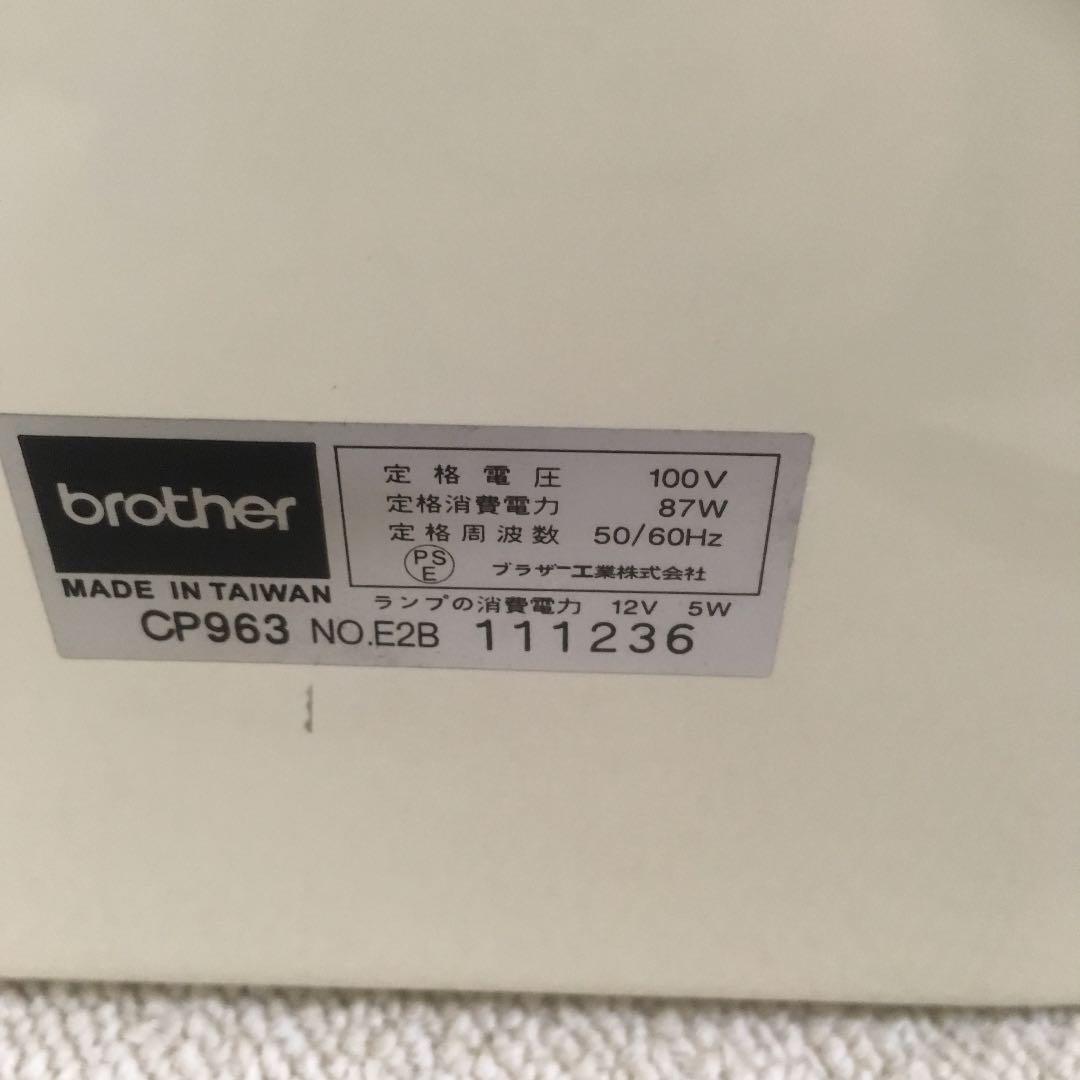 brother
MADE IN TAIWAN
定格電圧 100V
定格消費電力 87W
定格周波数 50/60Hz
PS
E
ブラザー工業株式会社
ランプの消費電力 12V 5W
CP963 NO.E2B 111236